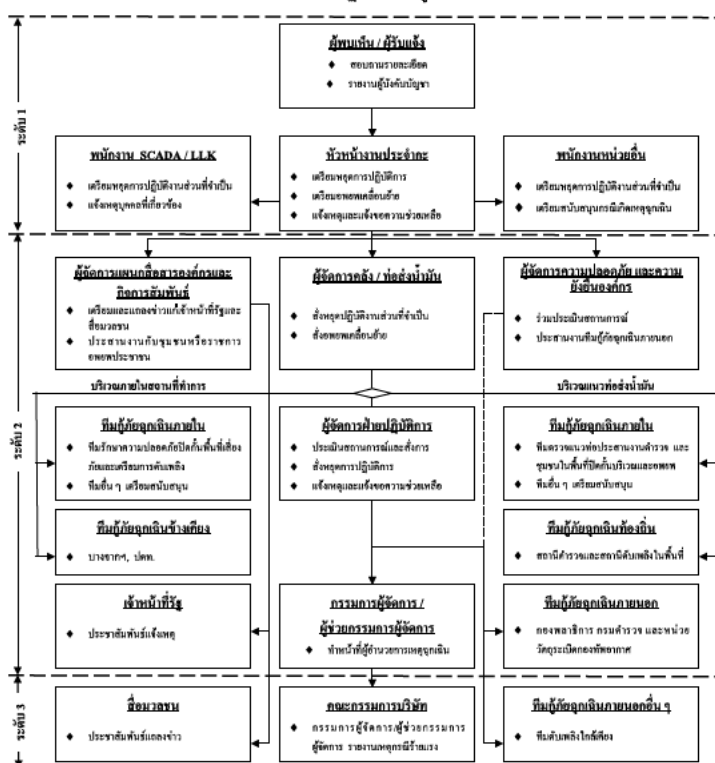 ผู้พบเห็น / ผู้รับแจ้ง
♦ สอบถามรายละเอียด
♦ รายงานผู้บังคับบัญชา
ระดับ 1
พนักงาน SCADA / LLK
♦ เตรียมหยุดการปฏิบัติงานส่วนที่จำเป็น
♦ แจ้งเหตุบุคคลที่เกี่ยวข้อง
หัวหน้างานประจำกะ
♦ เตรียมหยุดการปฏิบัติการ
♦ เตรียมอพยพเคลื่อนย้าย
♦ แจ้งเหตุและแจ้งขอความช่วยเหลือ
พนักงานหน่วยอื่น
♦ เตรียมหยุดการปฏิบัติงานส่วนที่จำเป็น
♦ เตรียมสนับสนุนกรณีเกิดเหตุฉุกเฉิน
ระดับ 2
ผู้จัดการแผนกสื่อสารองค์กรและ
กิจการสัมพันธ์
♦ เตรียมและแถลงข่าวแก่เจ้าหน้าที่รัฐและ
สื่อมวลชน
♦ ประสานงานกับชุมชนหรือราชการ
อพยพประชาชน
ผู้จัดการคลัง / ท่อส่งน้ำมัน
♦ สั่งหยุดปฏิบัติงานส่วนที่จำเป็น
♦ สั่งอพยพเคลื่อนย้าย
ผู้จัดการความปลอดภัย และความ
ยั่งยืนองค์กร
♦ ร่วมประเมินสถานการณ์
♦ ประสานงานทีมกู้ภัยฉุกเฉินภายนอก
บริเวณภายในสถานที่ทำการ
บริเวณแนวท่อส่งน้ำมัน
ทีมกู้ภัยฉุกเฉินภายใน
♦ ทีมรักษาความปลอดภัยปิดกั้นพื้นที่เสี่ยง
ภัยและเตรียมการดับเพลิง
♦ ทีมอื่น ๆ เตรียมสนับสนุน
ผู้จัดการฝ่ายปฏิบัติการ
♦ ประเมินสถานการณ์และสั่งการ
♦ สั่งหยุดการปฏิบัติการ
♦ แจ้งเหตุและแจ้งขอความช่วยเหลือ
ทีมกู้ภัยฉุกเฉินภายใน
♦ ทีมตรวจแนวท่อประสานงานตำรวจ และ
ชุมชนในพื้นที่ปิดกั้นบริเวณและอพยพ
♦ ทีมอื่น ๆ เตรียมสนับสนุน
ทีมกู้ภัยฉุกเฉินข้างเคียง
♦ บางจากฯ, ปตท.
ทีมกู้ภัยฉุกเฉินท้องถิ่น
♦ สถานีตำรวจและสถานีดับเพลิงในพื้นที่
เจ้าหน้าที่รัฐ
♦ ประชาสัมพันธ์แจ้งเหตุ
กรรมการผู้จัดการ /
ผู้ช่วยกรรมการผู้จัดการ
♦ ทำหน้าที่ผู้อำนวยการเหตุฉุกเฉิน
ทีมกู้ภัยฉุกเฉินภายนอก
♦ กองพลาธิการ กรมตำรวจ และหน่วย
วัตถุระเบิดกองทัพอากาศ
ระดับ 3
สื่อมวลชน
♦ ประชาสัมพันธ์แถลงข่าว
คณะกรรมการบริษัท
♦ กรรมการผู้จัดการ/ผู้ช่วยกรรมการ
ผู้จัดการ รายงานเหตุกรณีร้ายแรง
ทีมกู้ภัยฉุกเฉินภายนอกอื่น ๆ
♦ ทีมดับเพลิงใกล้เคียง